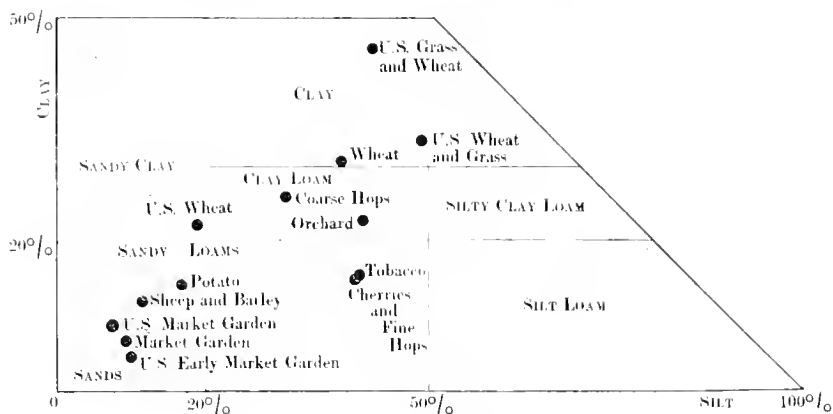 50%
U.S. Grass
and Wheat
CLAY
CLAY
U.S Wheat
and Grass
Wheat
SANDY CLAY
CLAY LOAM
Coarse Hops
SILTY CLAY LOAM
U.S. Wheat
Orchard
20%
SANDY LOAMS
Tobacco
Potato
Cherries
and
Fine
Hops
SILT LOAM
Sheep and Barley
U.S Market Garden
Market Garden
U.S Early Market Garden
SANDS
0
20%
50%
SILT
100%